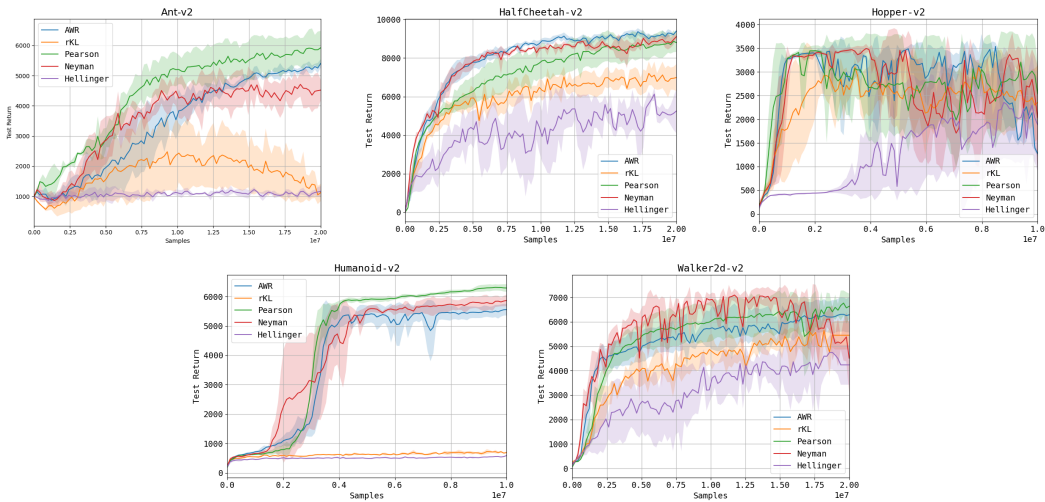 Ant-v2
AWR
rKL
Pearson
Neyman
Hellinger
Test Return
6000
5000
4000
3000
2000
1000
0.00 0.25 0.50 0.75 1.00 1.25 1.50 1.75 2.00
Samples
1e7
HalfCheetah-v2
10000
8000
6000
4000
2000
0
Test Return
AWR
rKL
Pearson
Neyman
Hellinger
0.00 0.25 0.50 0.75 1.00 1.25 1.50 1.75 2.00
Samples
1e7
Hopper-v2
4000
3500
3000
2500
2000
1500
1000
500
0
Test Return
AWR
rKL
Pearson
Neyman
Hellinger
0.0 0.2 0.4 0.6 0.8 1.0
Samples
1e7
Humanoid-v2
AWR
rKL
Pearson
Neyman
Hellinger
6000
5000
4000
3000
2000
1000
0
Test Return
0.0 0.2 0.4 0.6 0.8 1.0
Samples
1e7
Walker2d-v2
7000
6000
5000
4000
3000
2000
1000
0
Test Return
AWR
rKL
Pearson
Neyman
Hellinger
0.00 0.25 0.50 0.75 1.00 1.25 1.50 1.75 2.00
Samples
1e7